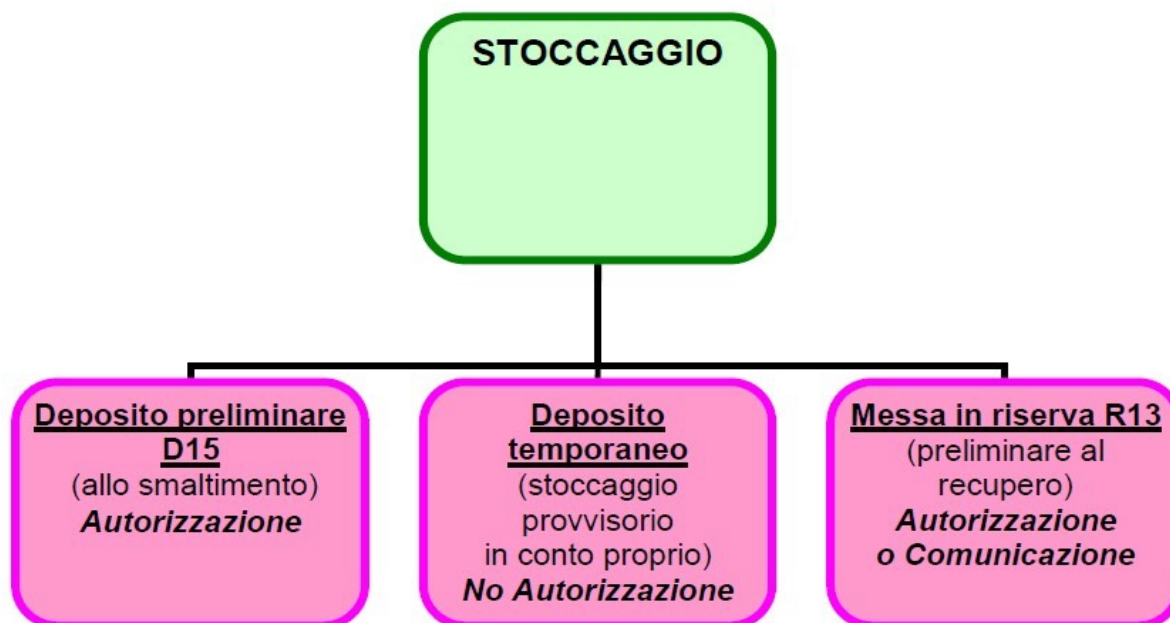 STOCCAGGIO
Deposito preliminare
D15
(allo smaltimento)
Autorizzazione
Deposito
temporaneo
(stoccaggio
provvisorio
in conto proprio)
No Autorizzazione
Messa in riserva R13
(preliminare al
recupero)
Autorizzazione
o Comunicazione